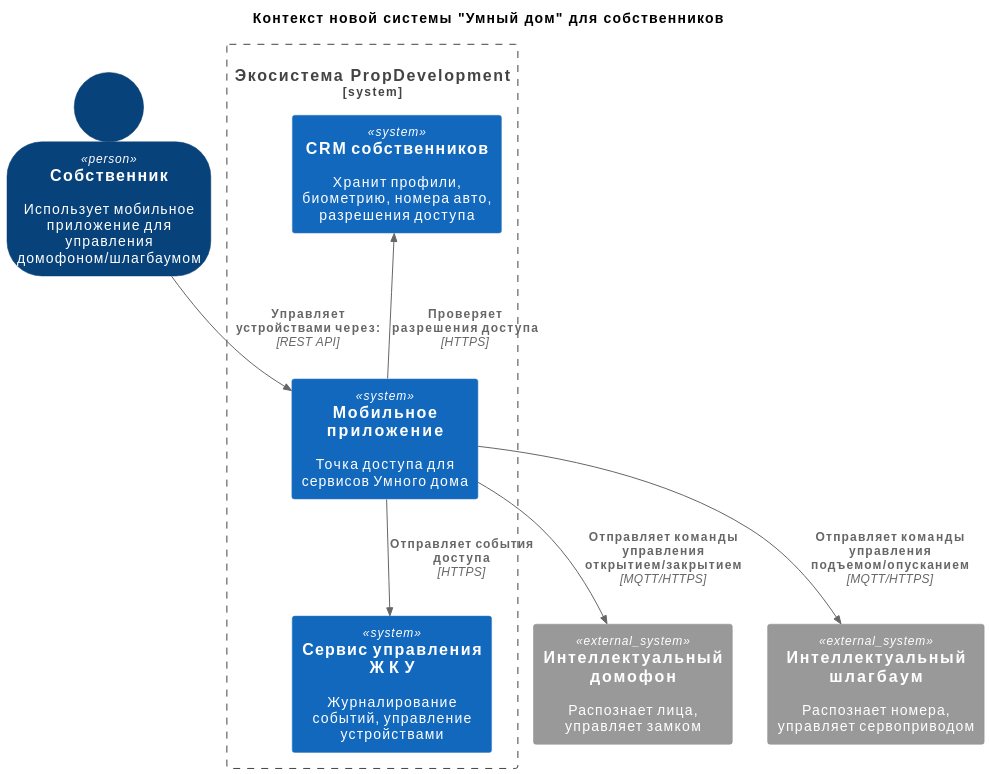 Контекст новой системы "Умный дом" для собственников
Экосистема PropDevelopment
[system]
«person»
Собственник
Использует мобильное
приложение для
управления
домофоном/шлагбаумом
«system»
CRM собственников
Хранит профили,
биометрию, номера авто,
разрешения доступа
Управляет
устройствами через:
[REST API]
Проверяет
разрешения доступа
[HTTPS]
«system»
Мобильное
приложение
Точка доступа для
сервисов Умного дома
Отправляет события
доступа
[HTTPS]
Отправляет команды
управления
открытием/закрытием
[MQTT/HTTPS]
Отправляет команды
управления
подъемом/опусканием
[MQTT/HTTPS]
«system»
Сервис управления
ЖКУ
Журналирование
событий, управление
устройствами
«external_system»
Интеллектуальный
домофон
Распознает лица,
управляет замком
«external_system»
Интеллектуальный
шлагбаум
Распознает номера,
управляет сервоприводом